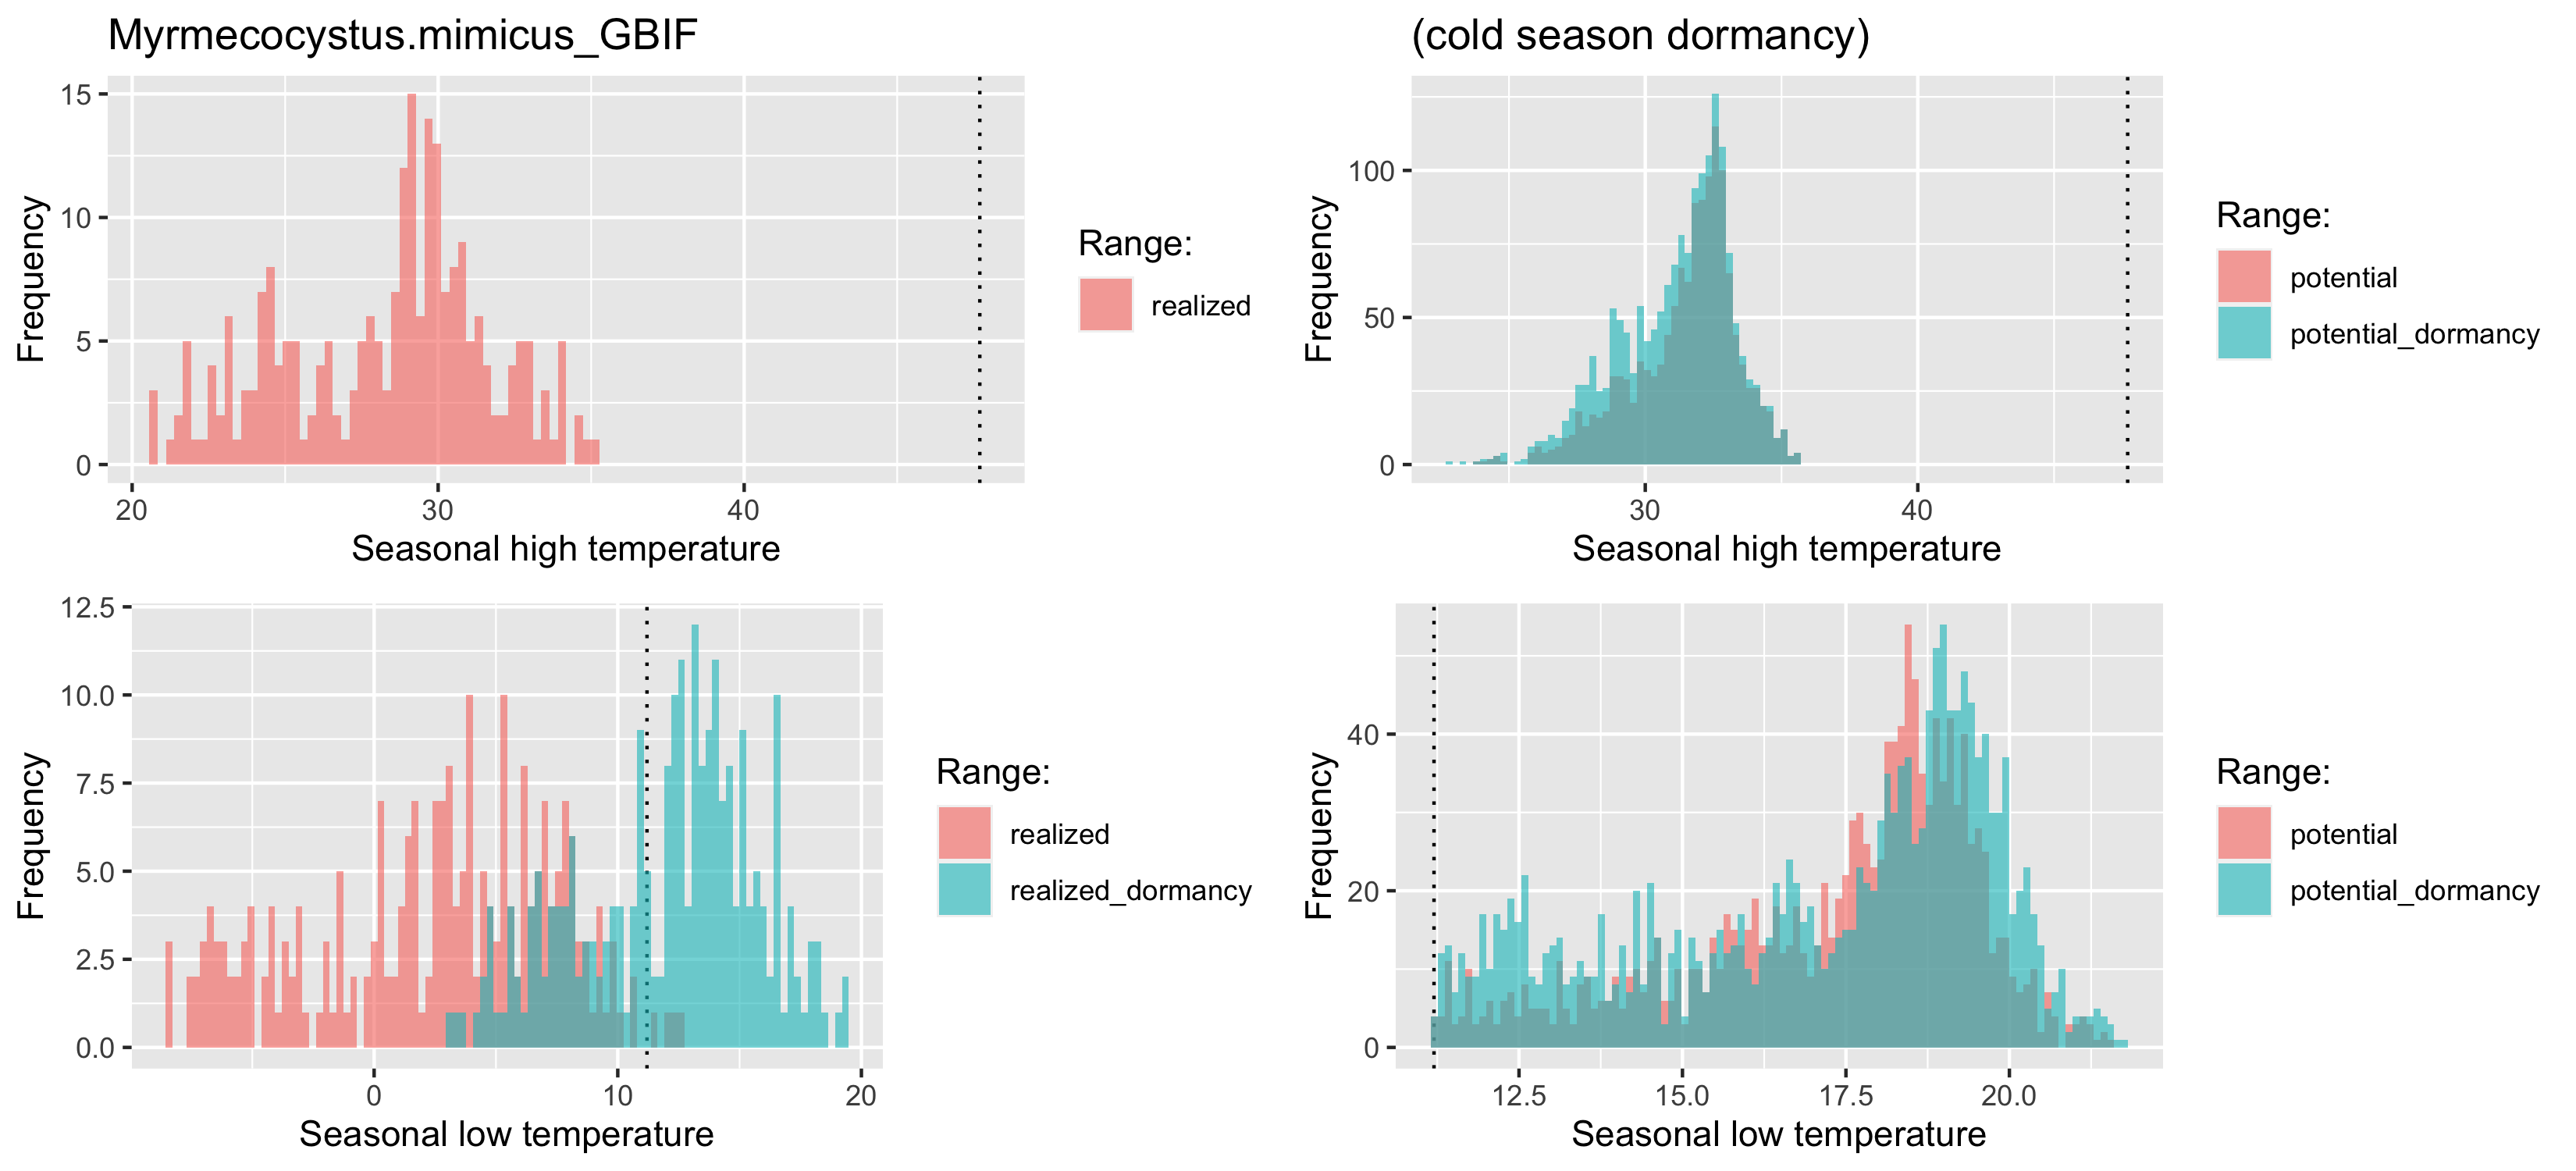 Myrmecocystus.mimicus_GBIF
(cold season dormancy)
15
10
5
0
Frequency
20
30
40
Seasonal high temperature
Range:
realized
100
50
0
Frequency
30
40
Seasonal high temperature
Range:
potential
potential_dormancy
12.5
10.0
7.5
5.0
2.5
0.0
Frequency
0
10
20
Seasonal low temperature
Range:
realized
realized_dormancy
40
20
0
Frequency
12.5
15.0
17.5
20.0
Seasonal low temperature
Range:
potential
potential_dormancy